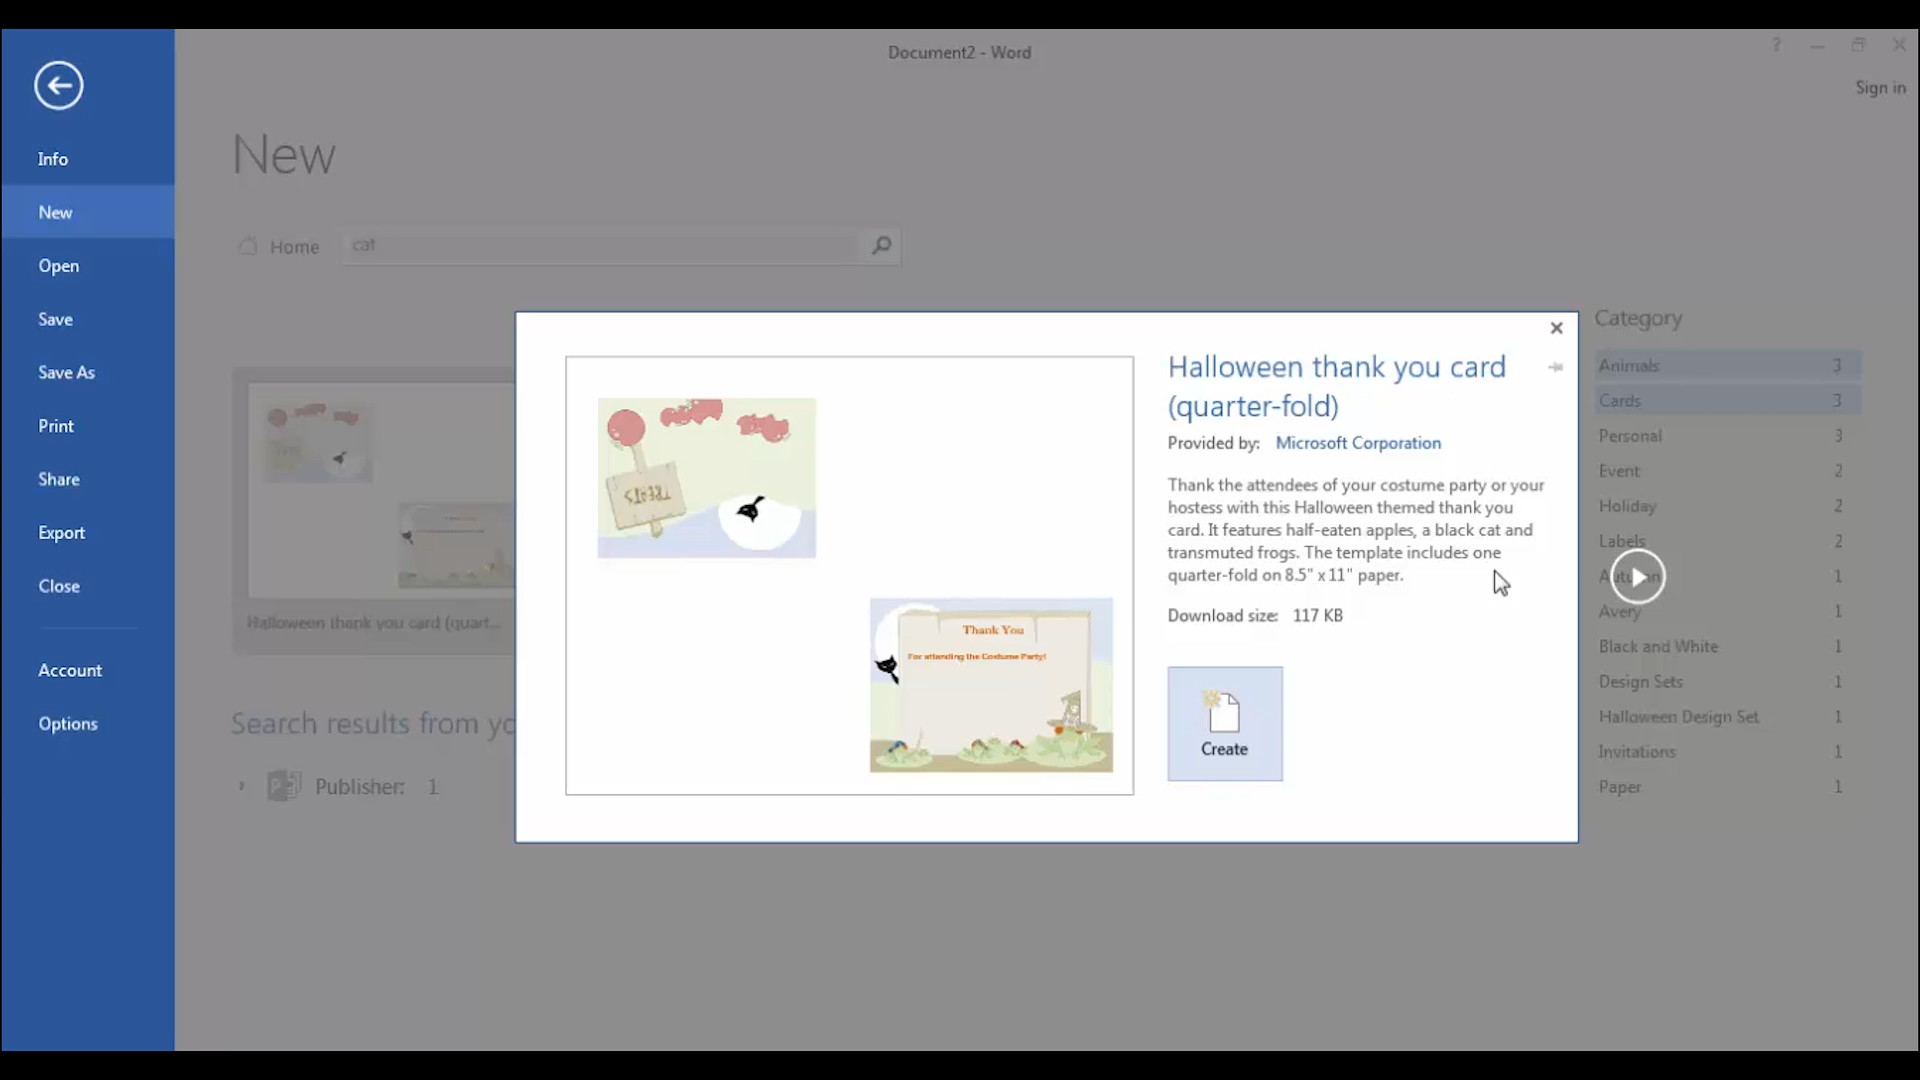 Document2 - Word
?
Sign in
Info
New
Open
Save
Save As
Print
Share
Export
Close
Account
Options
New
Home
cat
Halloween thank you card (quart...
Search results from yo
Publisher: 1
TREATS
Thank You
For attending the Costume Party!
Halloween thank you card
(quarter-fold)
Provided by: Microsoft Corporation
Thank the attendees of your costume party or your
hostess with this Halloween themed thank you
card. It features half-eaten apples, a black cat and
transmuted frogs. The template includes one
quarter-fold on 8.5" x 11" paper.
Download size: 117 KB
Create
Category
Animals 3
Cards 3
Personal 3
Event 2
Holiday 2
Labels 2
Autumn 1
Avery 1
Black and White 1
Design Sets 1
Halloween Design Set 1
Invitations 1
Paper 1